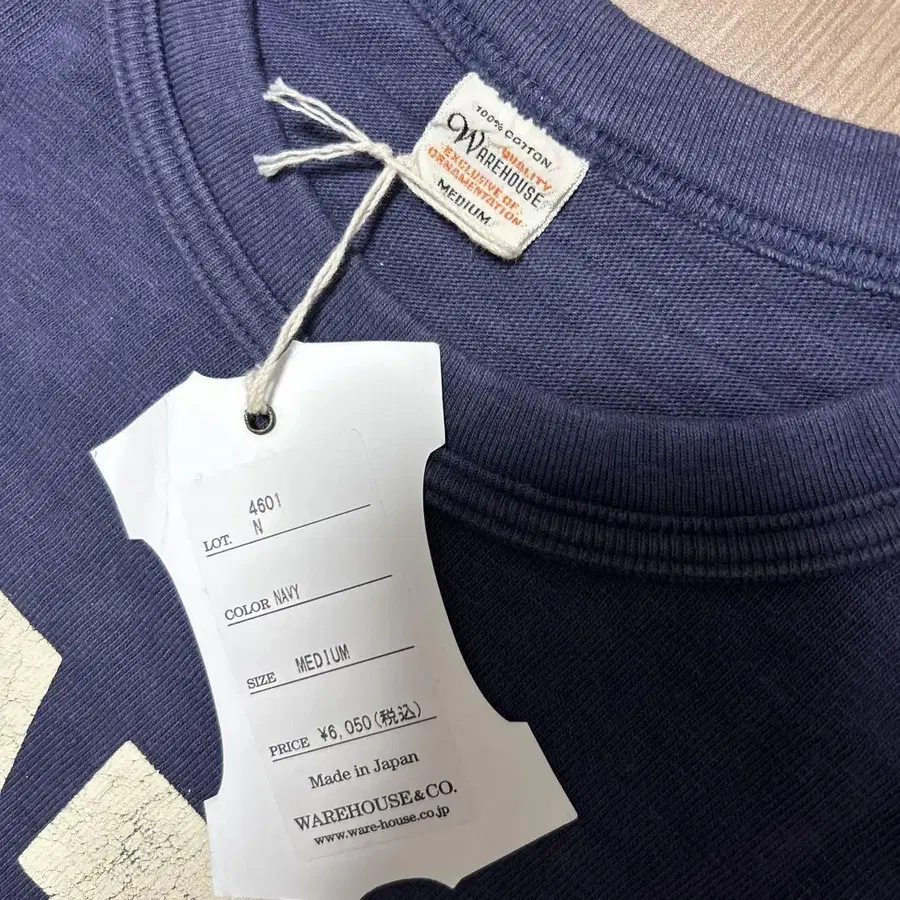 100% COTTON
WAREHOUSE
QUALITY
EXCLUSIVE OF
ORNAMENTATION
MEDIUM
4601
LOT. N
COLOR NAVY
SIZE MEDIUM
PRICE ¥6,050(税込)
Made in Japan
WAREHOUSE & CO.
www.ware-house.co.jp